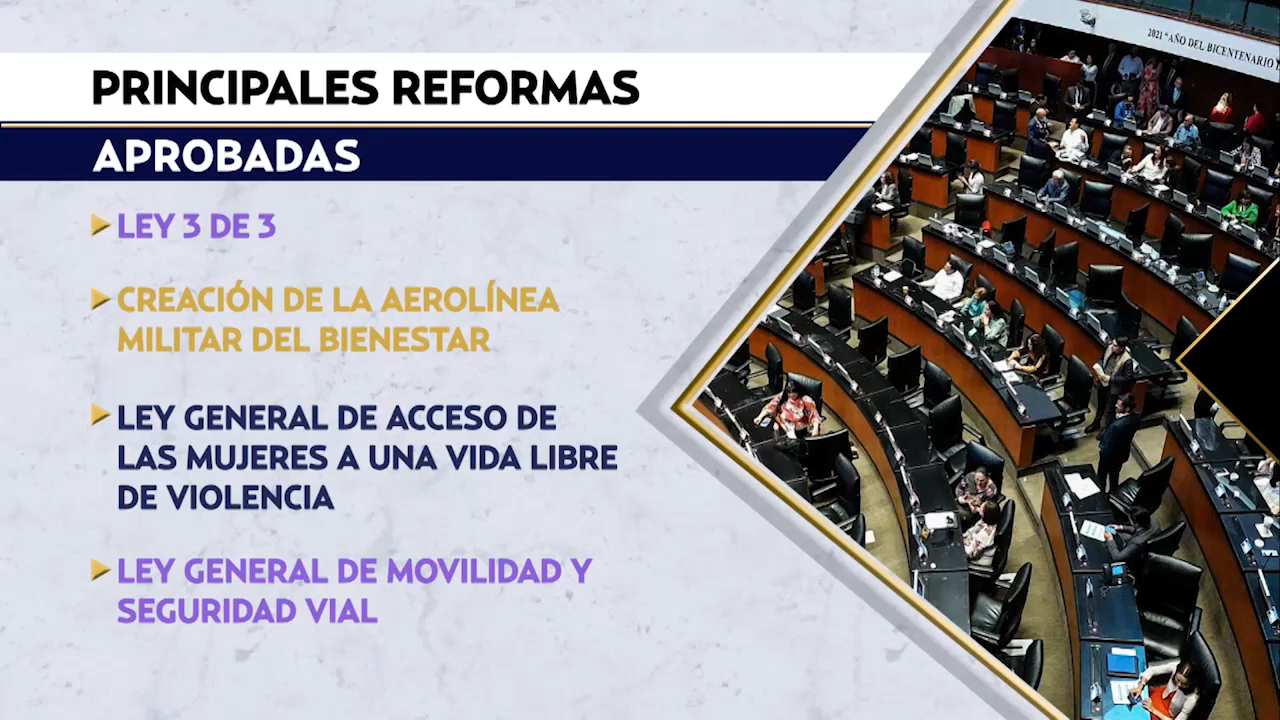 PRINCIPALES REFORMAS
APROBADAS
LEY 3 DE 3
CREACIÓN DE LA AEROLÍNEA
MILITAR DEL BIENESTAR
LEY GENERAL DE ACCESO DE
LAS MUJERES A UNA VIDA LIBRE
DE VIOLENCIA
LEY GENERAL DE MOVILIDAD Y
SEGURIDAD VIAL
2021 “AÑO DEL BICENTENARIO